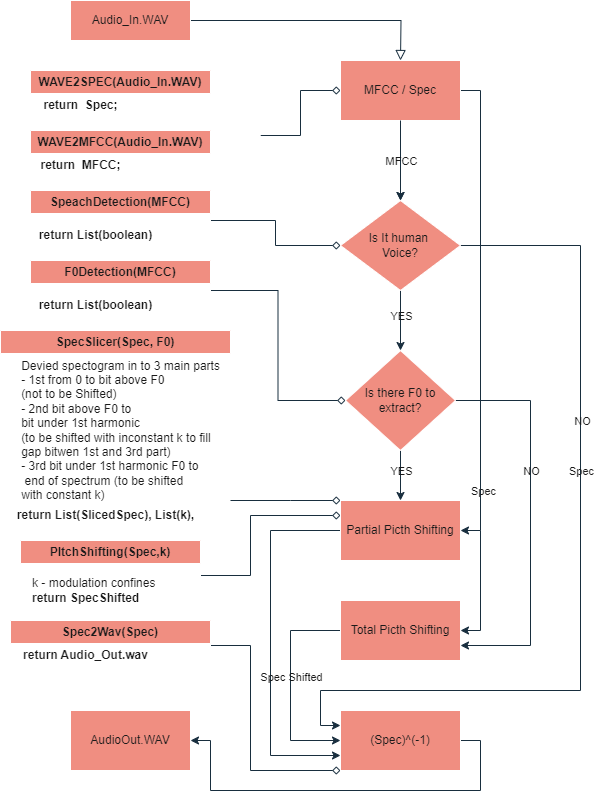 Audio_In.WAV
WAVE2SPEC(Audio_In.WAV)
return Spec;
MFCC / Spec
WAVE2MFCC(Audio_In.WAV)
return MFCC;
MFCC
SpeachDetection(MFCC)
return List(boolean)
Is It human
Voice?
F0Detection(MFCC)
return List(boolean)
YES
SpecSlicer(Spec, F0)
Devied spectogram in to 3 main parts
- 1st from 0 to bit above F0
(not to be Shifted)
- 2nd bit above F0 to
bit under 1st harmonic
(to be shifted with inconstant k to fill
gap bitwen 1st and 3rd part)
- 3rd bit under 1st harmonic F0 to
end of spectrum (to be shifted
with constant k)
return List(SlicedSpec), List(k),
Is there F0 to
extract?
NO
YES
NO
Spec
Spec
Partial Picth Shifting
PItchShifting(Spec,k)
k - modulation confines
return SpecShifted
Spec2Wav(Spec)
return Audio_Out.wav
Total Picth Shifting
Spec Shifted
AudioOut.WAV
(Spec)^(-1)